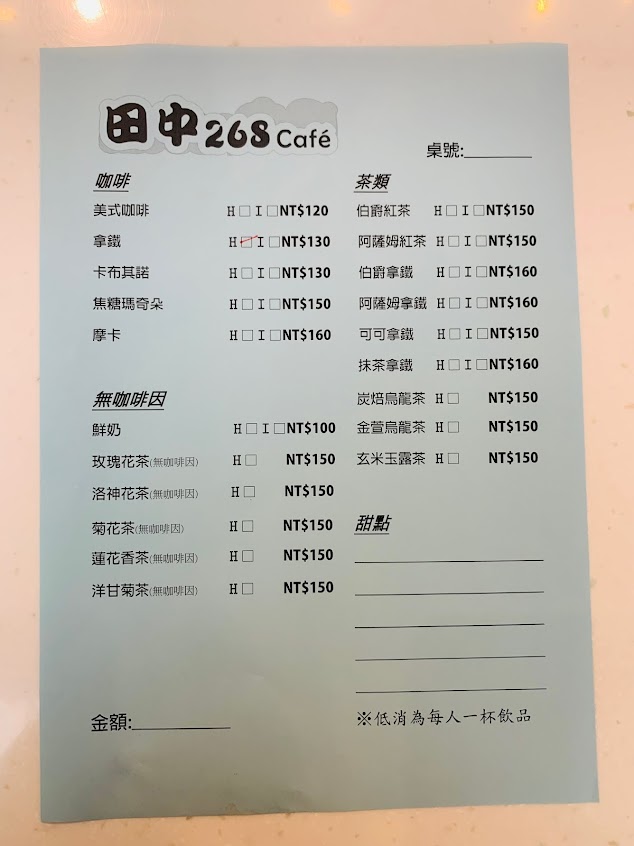 田中268 Café
桌號:________
咖啡
美式咖啡 H□ I□NT$120
拿鐵 H□ I□NT$130
卡布其諾 H□ I□NT$130
焦糖瑪奇朵 H□ I□NT$150
摩卡 H□ I□NT$160
無咖啡因
鮮奶 H□ I□NT$100
玫瑰花茶(無咖啡因) H□ NT$150
洛神花茶(無咖啡因) H□ NT$150
菊花茶(無咖啡因) H□ NT$150
蓮花香茶(無咖啡因) H□ NT$150
洋甘菊茶(無咖啡因) H□ NT$150
金額:__________
茶類
伯爵紅茶 H□ I□NT$150
阿薩姆紅茶 H□ I□NT$150
伯爵拿鐵 H□ I□NT$160
阿薩姆拿鐵 H□ I□NT$160
可可拿鐵 H□ I□NT$150
抹茶拿鐵 H□ I□NT$160
炭焙烏龍茶 H□ NT$150
金萱烏龍茶 H□ NT$150
玄米玉露茶 H□ NT$150
甜點
※低消為每人一杯飲品